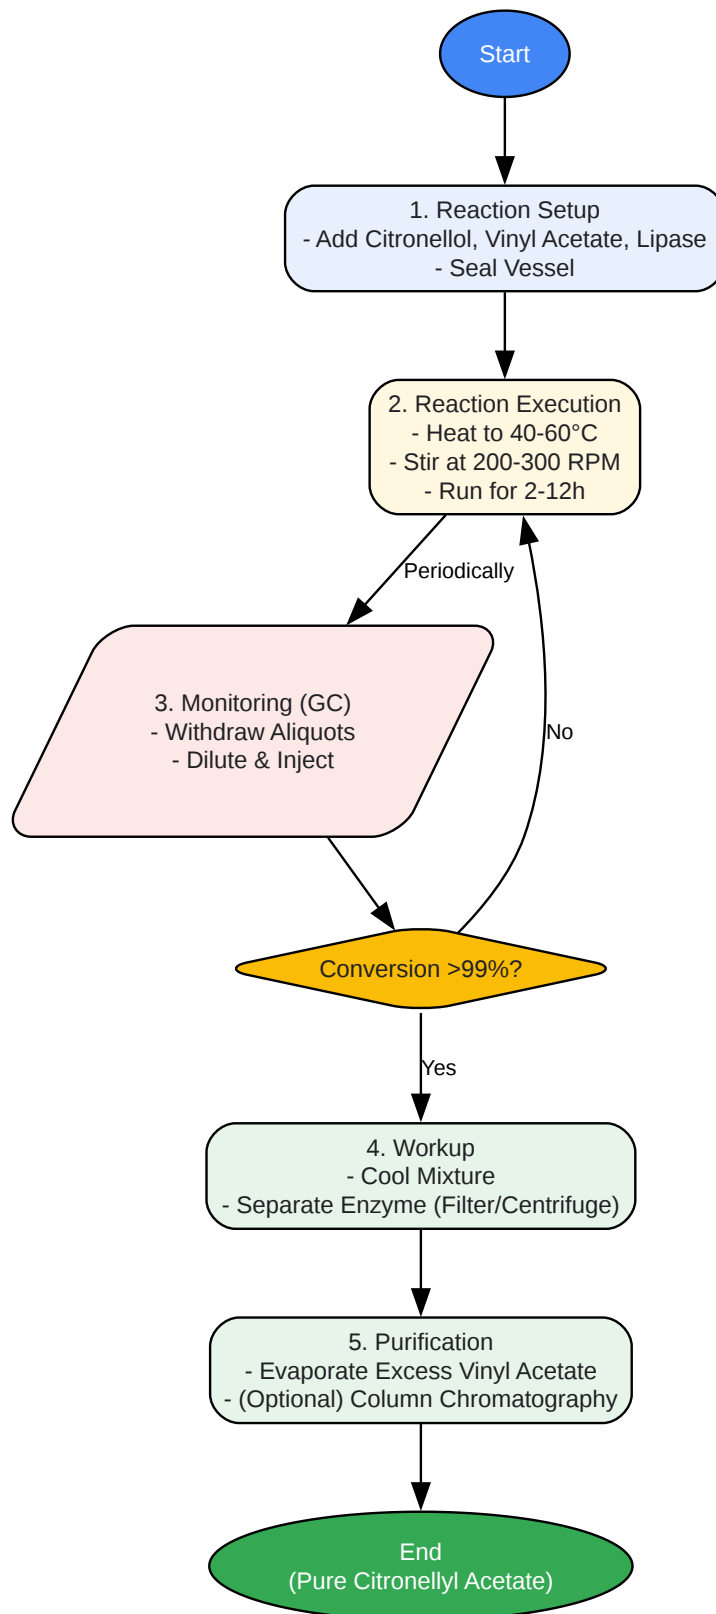 Start
1. Reaction Setup
- Add Citronellol, Vinyl Acetate, Lipase
- Seal Vessel
2. Reaction Execution
- Heat to 40-60°C
- Stir at 200-300 RPM
- Run for 2-12h
Periodically
3. Monitoring (GC)
- Withdraw Aliquots
- Dilute & Inject
No
Conversion >99%?
Yes
4. Workup
- Cool Mixture
- Separate Enzyme (Filter/Centrifuge)
5. Purification
- Evaporate Excess Vinyl Acetate
- (Optional) Column Chromatography
End
(Pure Citronellyl Acetate)